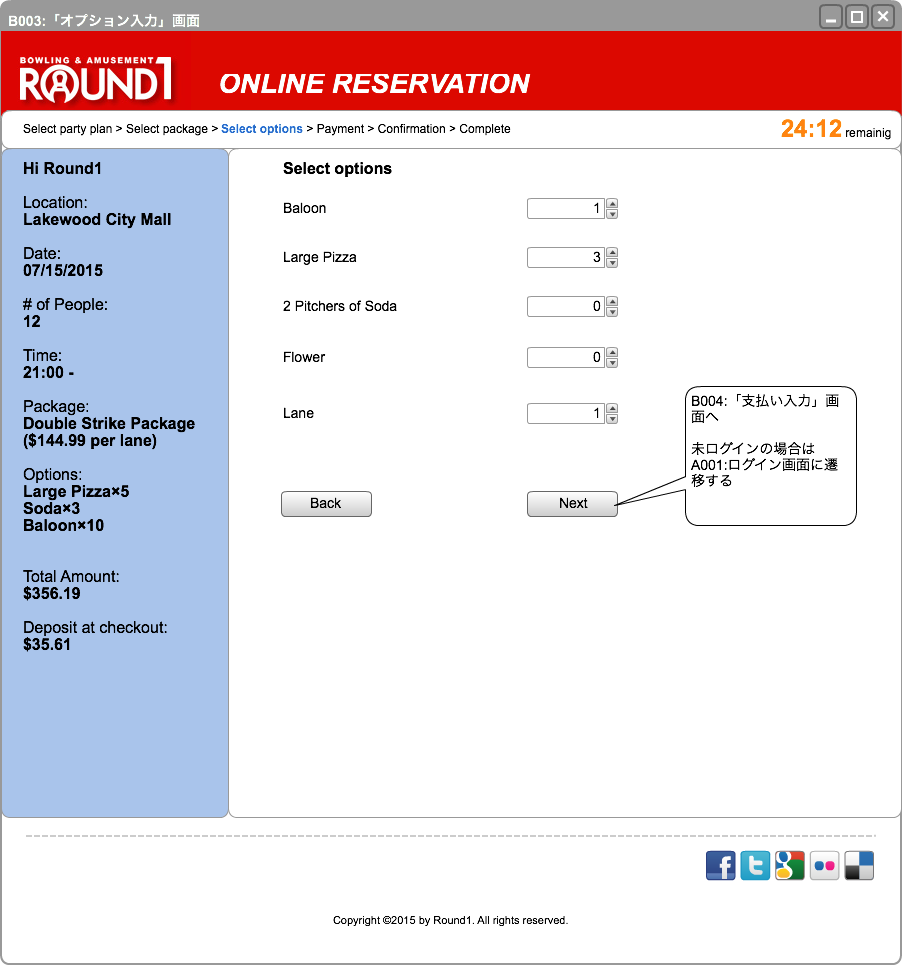 B003:「オプション入力」画面
BOWLING & AMUSEMENT
ROUND1
ONLINE RESERVATION
Select party plan > Select package > Select options > Payment > Confirmation > Complete
24:12 remainig
Hi Round1
Location:
Lakewood City Mall
Date:
07/15/2015
# of People:
12
Time:
21:00 -
Package:
Double Strike Package
($144.99 per lane)
Options:
Large Pizza×5
Soda×3
Baloon×10
Total Amount:
$356.19
Deposit at checkout:
$35.61
Select options
Baloon 1
Large Pizza 3
2 Pitchers of Soda 0
Flower 0
Lane 1
B004:「支払い入力」画
面へ
未ログインの場合は
A001:ログイン画面に遷
移する
Back Next
Copyright ©2015 by Round1. All rights reserved.